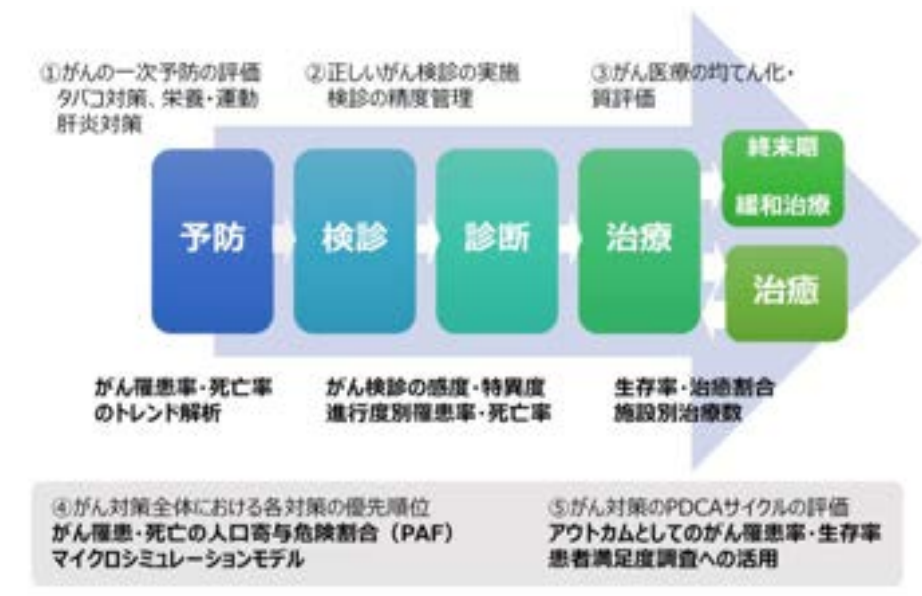 ①がんの一次予防の評価
タバコ対策、栄養・運動
肝炎対策
②正しいがん検診の実施
検診の精度管理
③がん医療の均てん化・
質評価
予防
検診
診断
治療
終末期
緩和治療
治癒
がん罹患率・死亡率
のトレンド解析
がん検診の感度・特異度
進行度別罹患率・死亡率
生存率・治癒割合
施設別治療数
④がん対策全体における各対策の優先順位
がん罹患・死亡の人口寄与危険割合（PAF）
マイクロシミュレーションモデル
⑤がん対策のPDCAサイクルの評価
アウトカムとしてのがん罹患率・生存率
患者満足度調査への活用